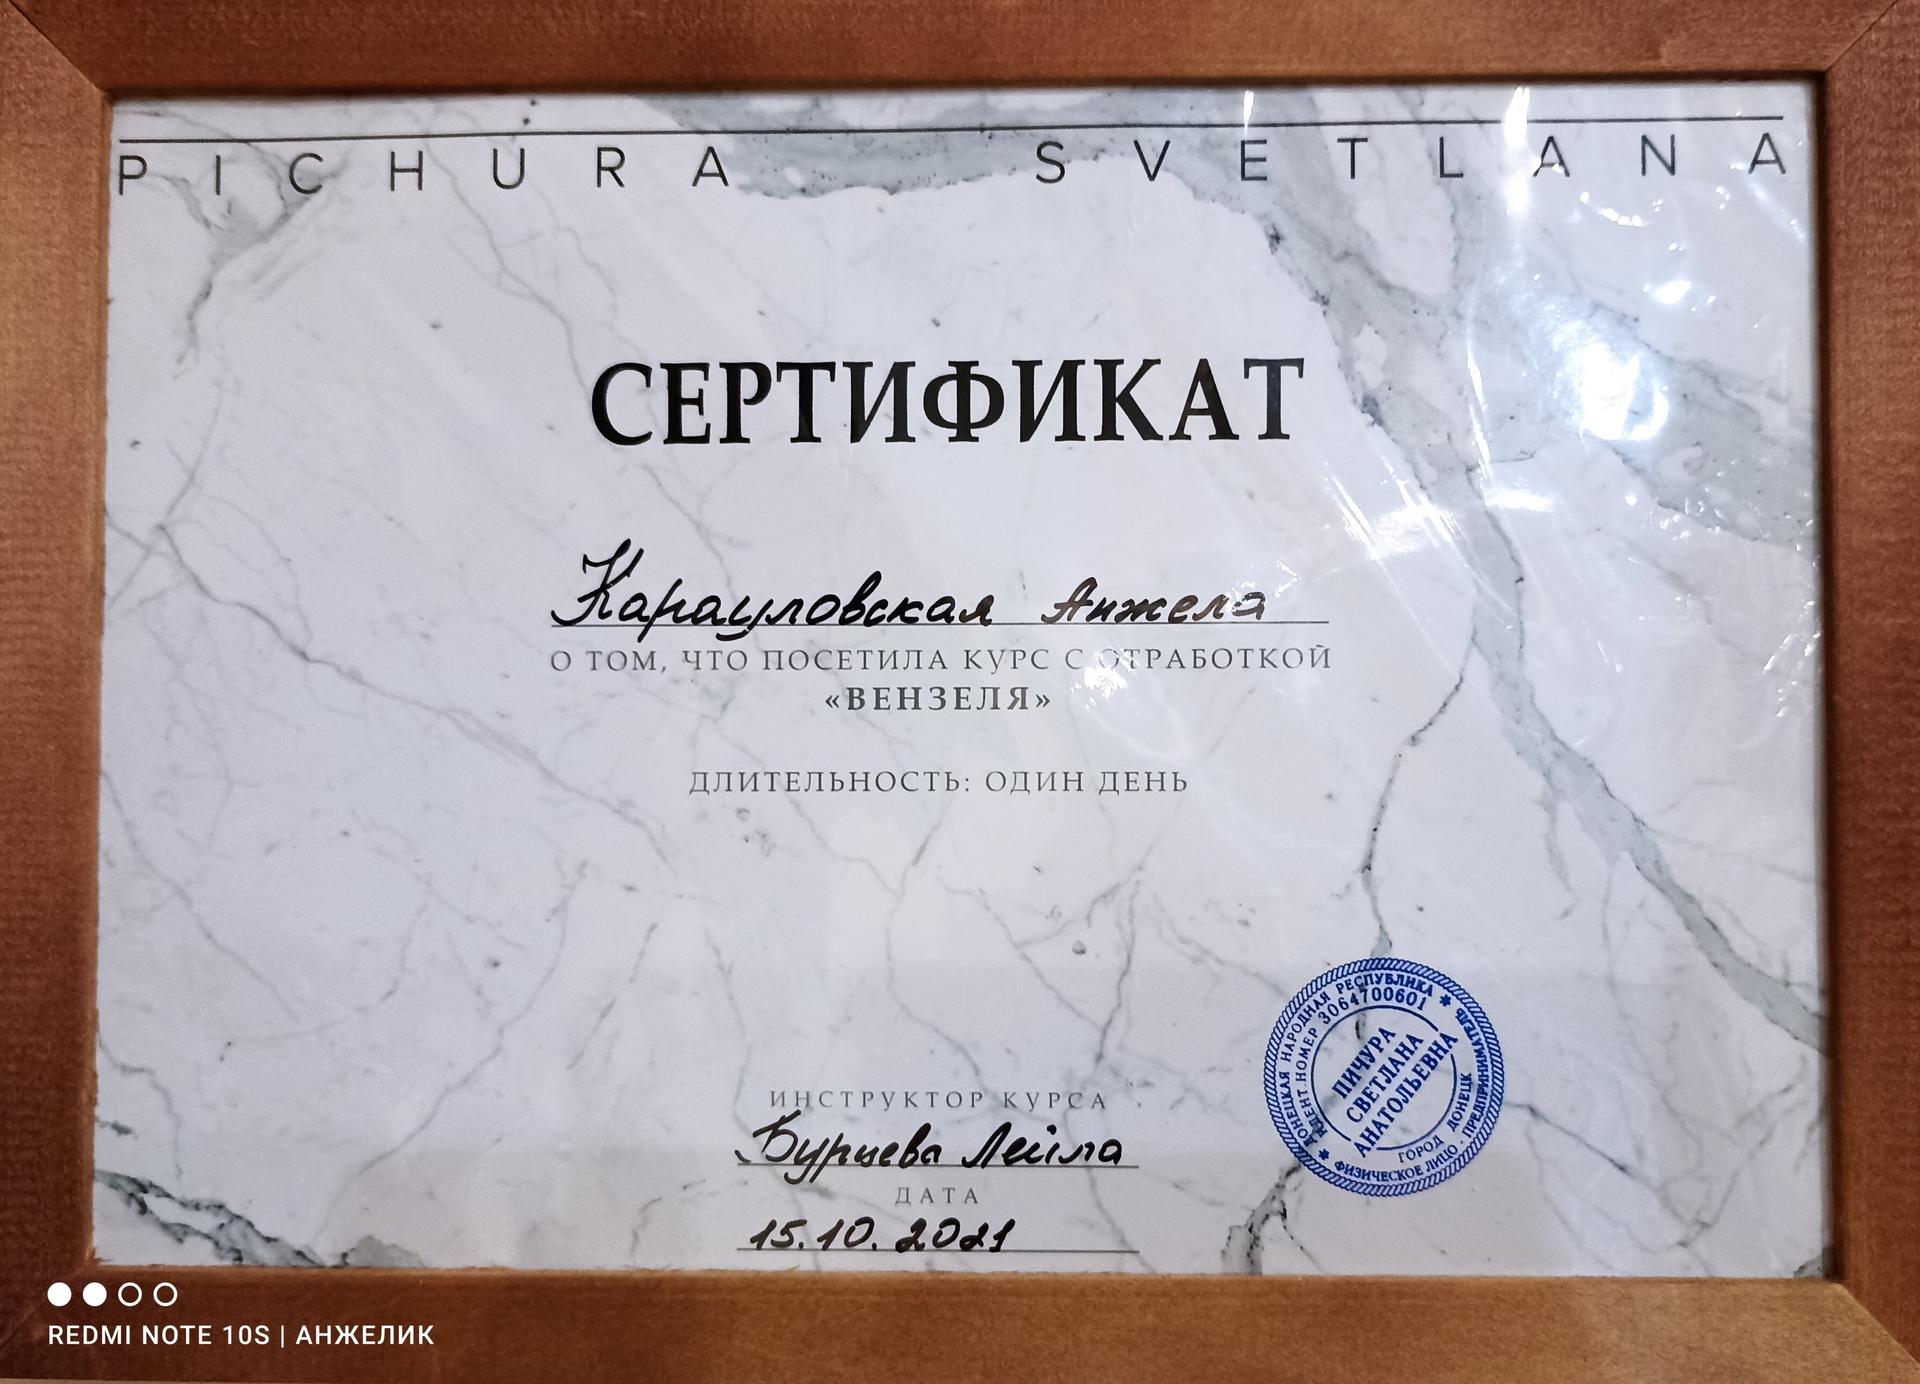 PICHURA SVETLANA
СЕРТИФИКАТ
Карауловская Анжела
О ТОМ, ЧТО ПОСЕТИЛА КУРС С ОТРАБОТКОЙ
«ВЕНЗЕЛЯ»
ДЛИТЕЛЬНОСТЬ: ОДИН ДЕНЬ
ИНСТРУКТОР КУРСА
Бурцева Лейла
ДАТА
15.10.2021
ДОНЕЦКАЯ НАРОДНАЯ РЕСПУБЛИКА
ИДЕНТ.НОМЕР 3064700601
ПИЧУРА
СВЕТЛАНА
АНАТОЛЬЕВНА
ГОРОД ДОНЕЦК
ФИЗИЧЕСКОЕ ЛИЦО - ПРЕДПРИНИМАТЕЛЬ
REDMI NOTE 10S | АНЖЕЛИК